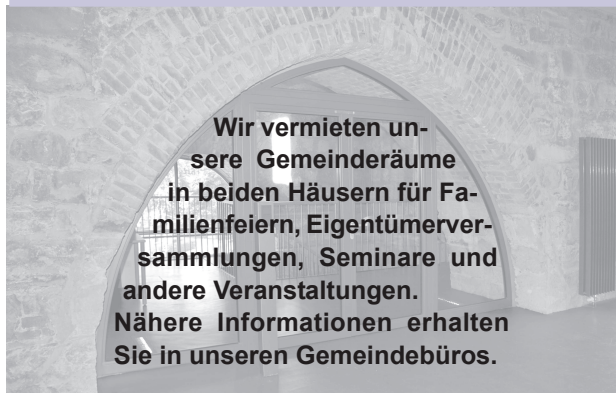 Wir vermieten un-
sere Gemeinderäume
in beiden Häusern für Fa-
milienfeiern, Eigentümerver-
sammlungen, Seminare und
andere Veranstaltungen.
Nähere Informationen erhalten
Sie in unseren Gemeindebüros.